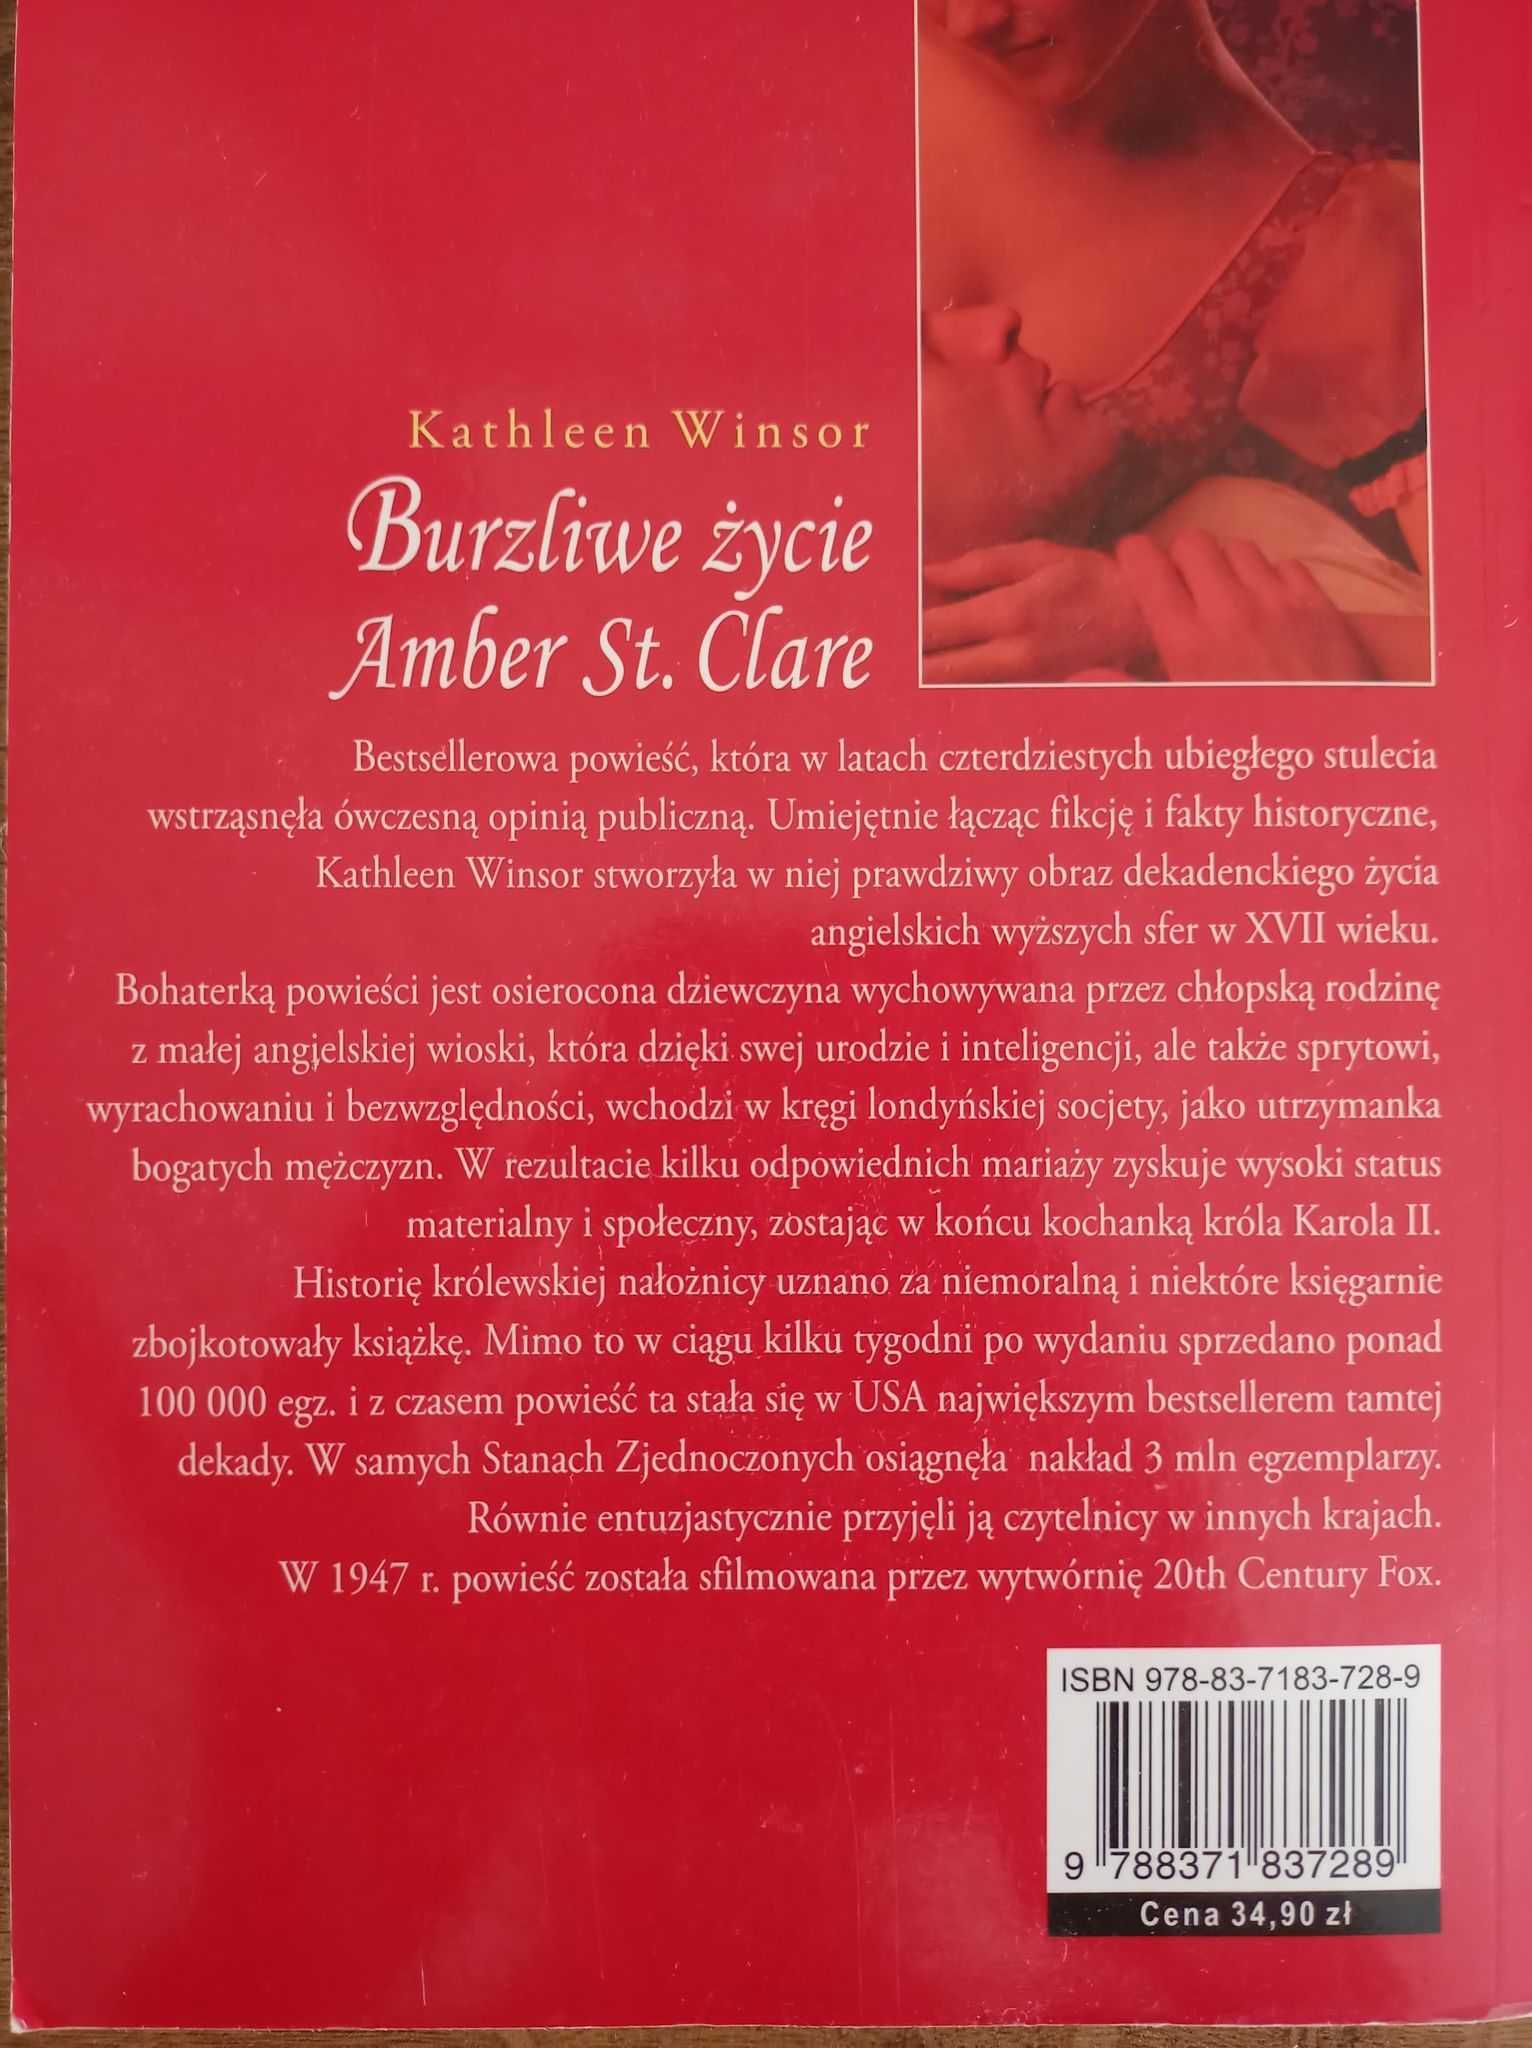 Kathleen Winsor
Burzliwe życie
Amber St. Clare
Bestsellerowa powieść, która w latach czterdziestych ubiegłego stulecia
wstrząsnęła ówczesną opinią publiczną. Umiejętnie łącząc fikcję i fakty historyczne,
Kathleen Winsor stworzyła w niej prawdziwy obraz dekadenckiego życia
angielskich wyższych sfer w XVII wieku.
Bohaterką powieści jest osierocona dziewczyna wychowywana przez chłopską rodzinę
z małej angielskiej wioski, która dzięki swej urodzie i inteligencji, ale także sprytowi,
wyrachowaniu i bezwzględności, wchodzi w kręgi londyńskiej socjety, jako utrzymanka
bogatych mężczyzn. W rezultacie kilku odpowiednich mariaży zyskuje wysoki status
materialny i społeczny, zostając w końcu kochanką króla Karola II.
Historię królewskiej nałożnicy uznano za niemoralną i niektóre księgarnie
zbojkotowały książkę. Mimo to w ciągu kilku tygodni po wydaniu sprzedano ponad
100 000 egz. i z czasem powieść ta stała się w USA największym bestsellerem tamtej
dekady. W samych Stanach Zjednoczonych osiągnęła nakład 3 mln egzemplarzy.
Równie entuzjastycznie przyjęli ją czytelnicy w innych krajach.
W 1947 r. powieść została sfilmowana przez wytwórnię 20th Century Fox.
ISBN 978-83-7183-728-9
9 788371 837289
Cena 34,90 zł